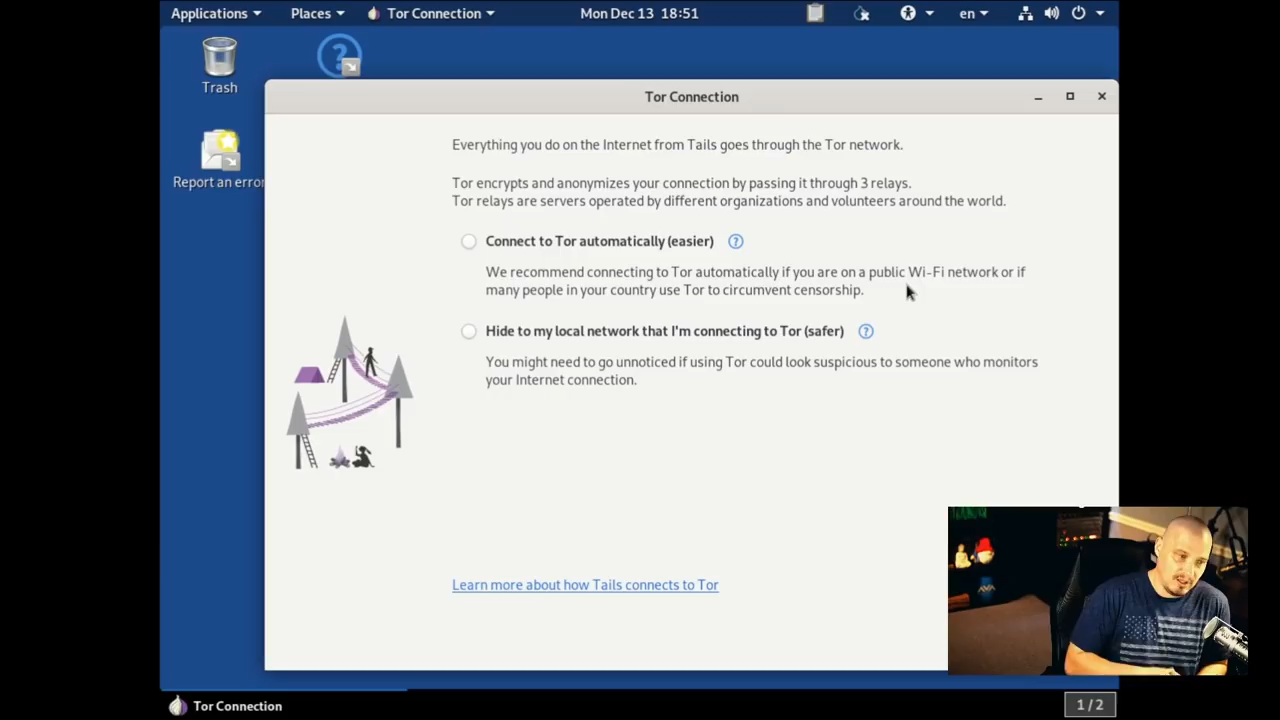 Applications
Places
Tor Connection
Mon Dec 13 18:51
en
Trash
Report an error
Tor Connection
Everything you do on the Internet from Tails goes through the Tor network.
Tor encrypts and anonymizes your connection by passing it through 3 relays.
Tor relays are servers operated by different organizations and volunteers around the world.
Connect to Tor automatically (easier)
We recommend connecting to Tor automatically if you are on a public Wi-Fi network or if
many people in your country use Tor to circumvent censorship.
Hide to my local network that I'm connecting to Tor (safer)
You might need to go unnoticed if using Tor could look suspicious to someone who monitors
your Internet connection.
Learn more about how Tails connects to Tor
Tor Connection
1 / 2